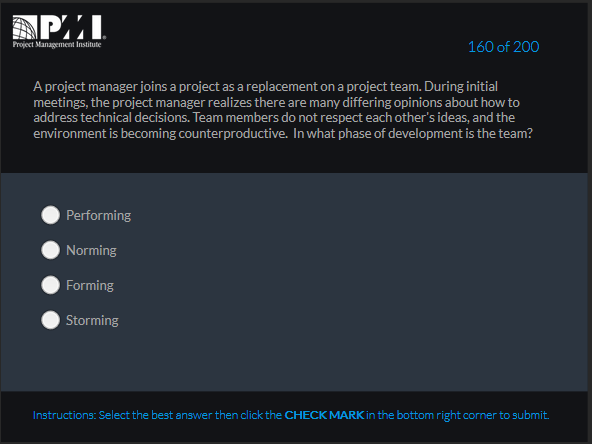 PMI
Project Management Institute
160 of 200
A project manager joins a project as a replacement on a project team. During initial
meetings, the project manager realizes there are many differing opinions about how to
address technical decisions. Team members do not respect each other's ideas, and the
environment is becoming counterproductive.  In what phase of development is the team?
Performing
Norming
Forming
Storming
Instructions: Select the best answer then click the CHECK MARK in the bottom right corner to submit.